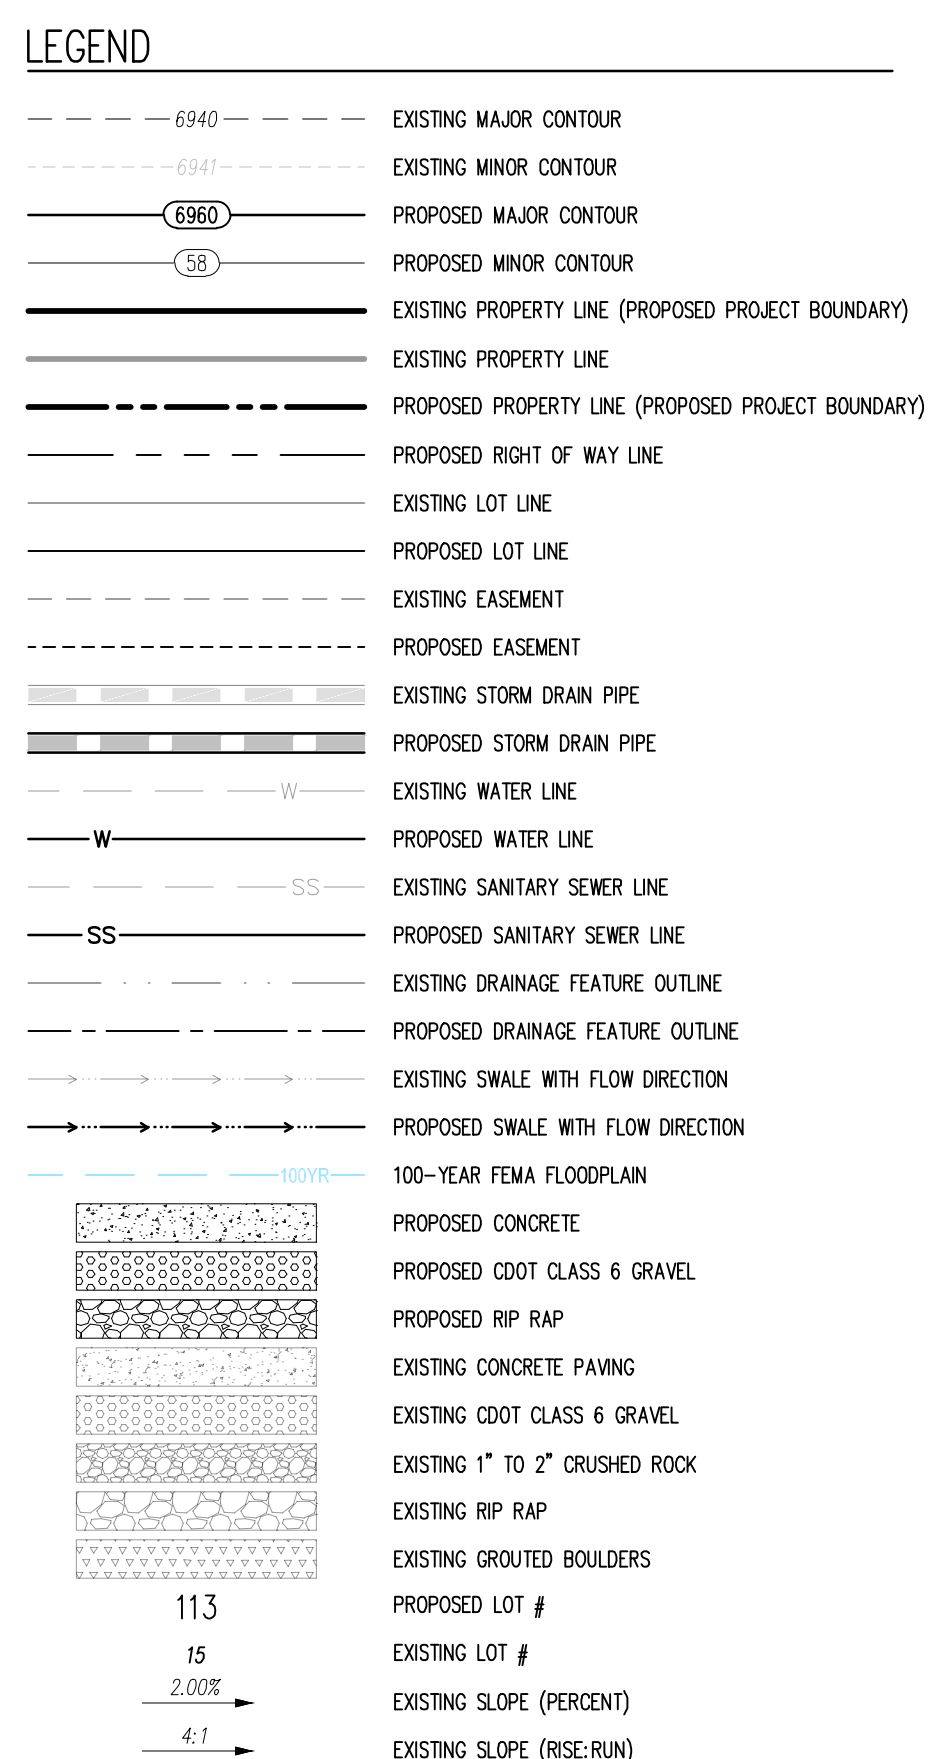 LEGEND
6940 EXISTING MAJOR CONTOUR
6941 EXISTING MINOR CONTOUR
6960 PROPOSED MAJOR CONTOUR
58 PROPOSED MINOR CONTOUR
EXISTING PROPERTY LINE (PROPOSED PROJECT BOUNDARY)
EXISTING PROPERTY LINE
PROPOSED PROPERTY LINE (PROPOSED PROJECT BOUNDARY)
PROPOSED RIGHT OF WAY LINE
EXISTING LOT LINE
PROPOSED LOT LINE
EXISTING EASEMENT
PROPOSED EASEMENT
EXISTING STORM DRAIN PIPE
PROPOSED STORM DRAIN PIPE
W EXISTING WATER LINE
W PROPOSED WATER LINE
SS EXISTING SANITARY SEWER LINE
SS PROPOSED SANITARY SEWER LINE
EXISTING DRAINAGE FEATURE OUTLINE
PROPOSED DRAINAGE FEATURE OUTLINE
EXISTING SWALE WITH FLOW DIRECTION
PROPOSED SWALE WITH FLOW DIRECTION
100YR 100-YEAR FEMA FLOODPLAIN
PROPOSED CONCRETE
PROPOSED CDOT CLASS 6 GRAVEL
PROPOSED RIP RAP
EXISTING CONCRETE PAVING
EXISTING CDOT CLASS 6 GRAVEL
EXISTING 1" TO 2" CRUSHED ROCK
EXISTING RIP RAP
EXISTING GROUTED BOULDERS
113 PROPOSED LOT #
15 EXISTING LOT #
2.00% EXISTING SLOPE (PERCENT)
4:1 EXISTING SLOPE (RISE:RUN)